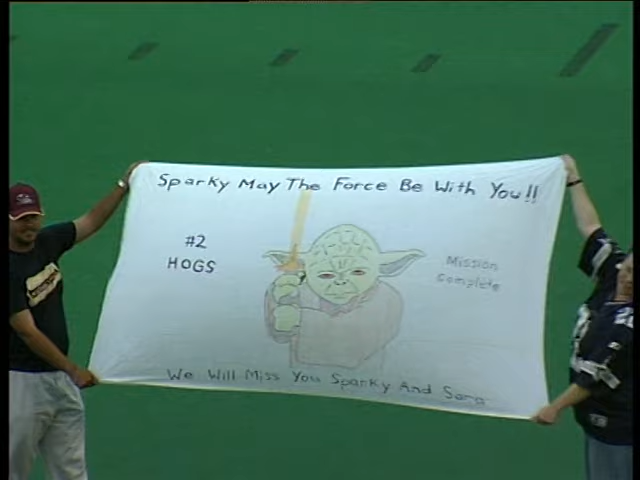 Sparky May The Force Be With You!!
#2
HOGS
Mission
Complete
We Will Miss You Sparky And Sara